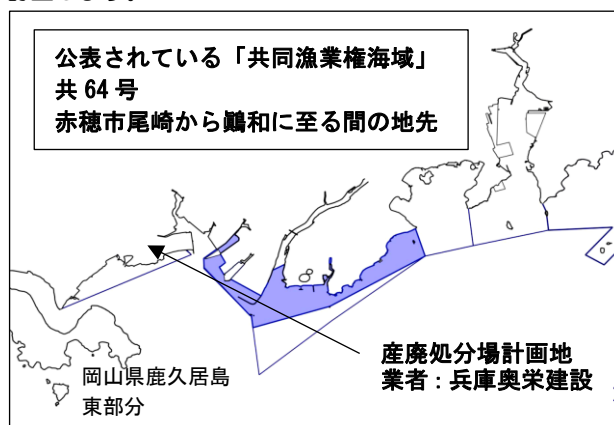 公表されている「共同漁業権海域」
共 64 号
赤穂市尾崎から鷆和に至る間の地先
産廃処分場計画地
業者：兵庫奥栄建設
岡山県鹿久居島
東部分